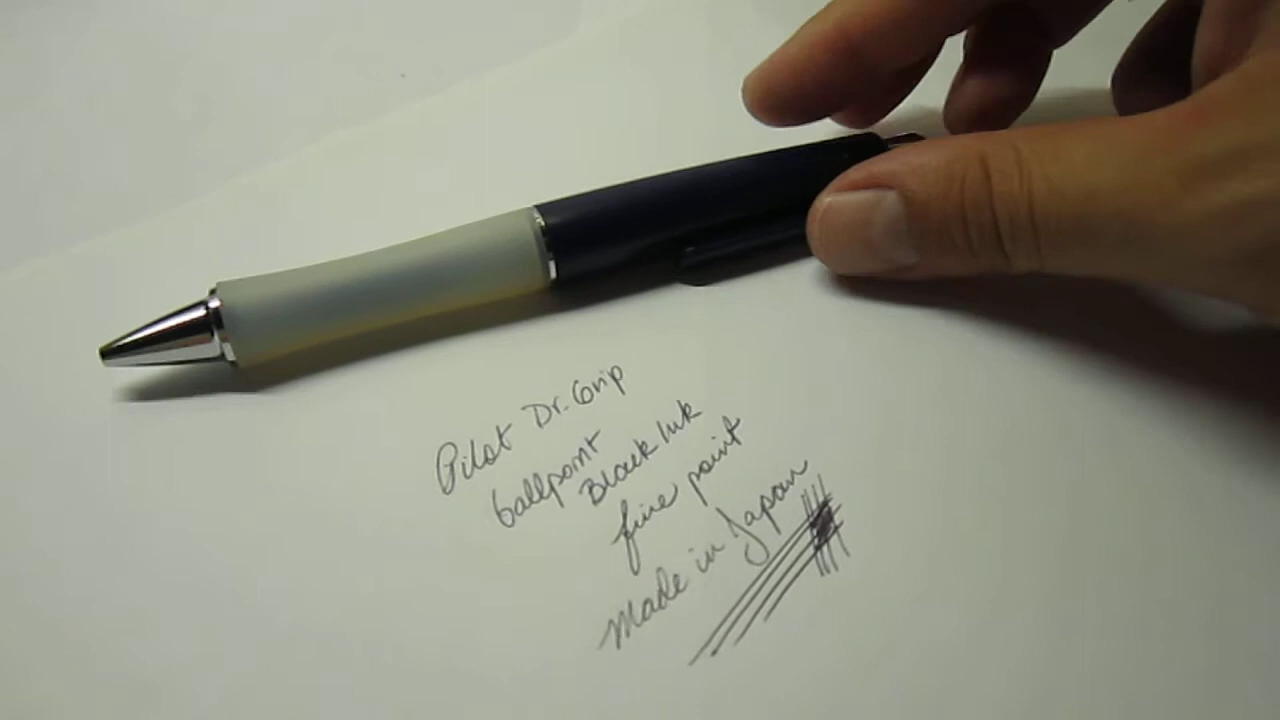 Pilot Dr. Grip
ballpoint
Black Ink
fine point
Made in Japan